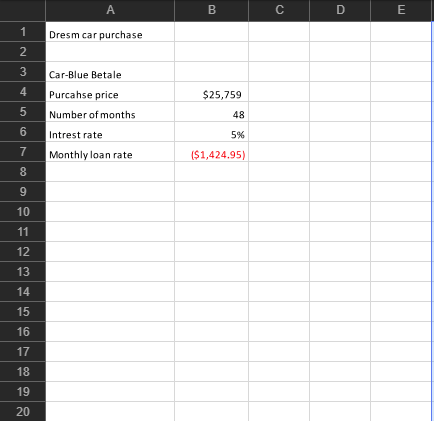 A B C D E
1 Dresm car purchase
2
3 Car-Blue Betale
4 Purcahse price $25,759
5 Number of months 48
6 Intrest rate 5%
7 Monthly loan rate ($1,424.95)
8
9
10
11
12
13
14
15
16
17
18
19
20